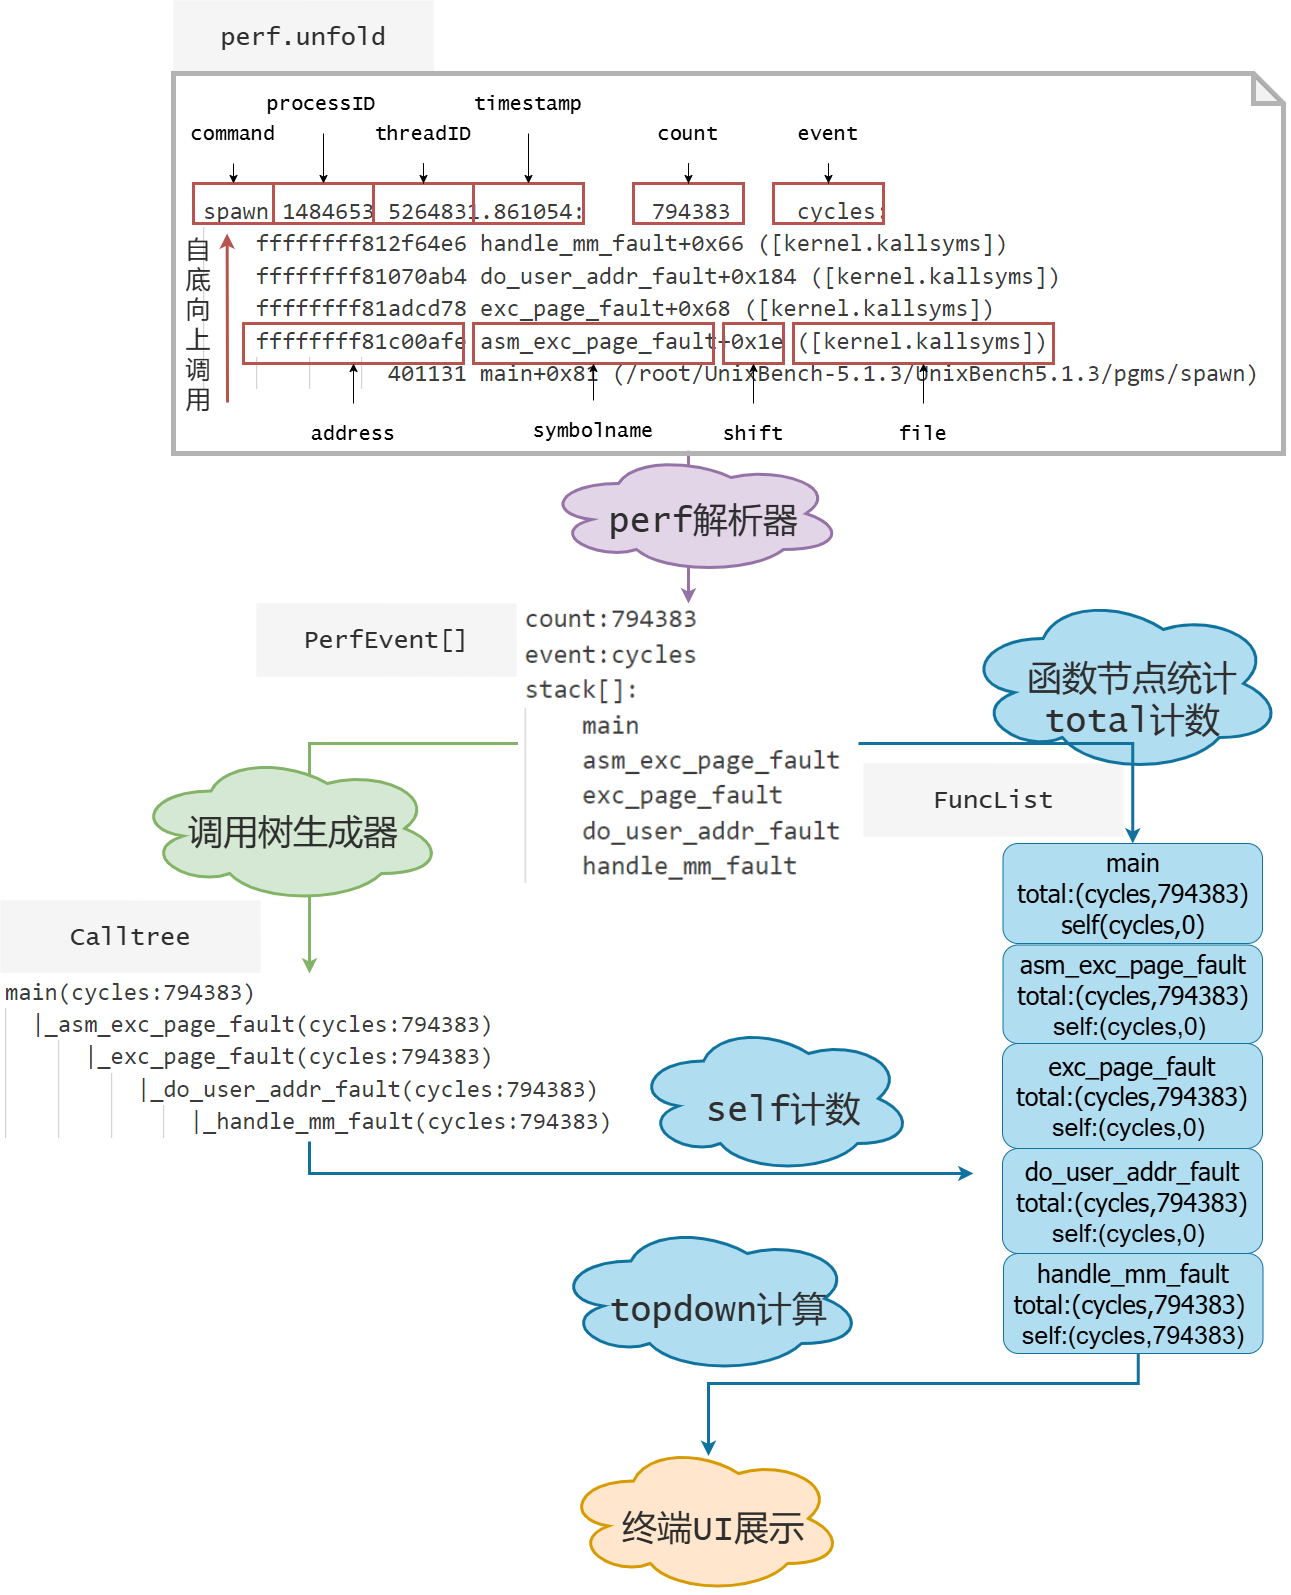 perf.unfold
processID timestamp
command threadID count event
spawn 1484653 5264831.861054: 794383 cycles:
ffffffff812f64e6 handle_mm_fault+0x66 ([kernel.kallsyms])
ffffffff81070ab4 do_user_addr_fault+0x184 ([kernel.kallsyms])
ffffffff81adcd78 exc_page_fault+0x68 ([kernel.kallsyms])
ffffffff81c00afe asm_exc_page_fault+0x1e ([kernel.kallsyms])
401131 main+0x81 (/root/UnixBench-5.1.3/UnixBench5.1.3/pgms/spawn)
自底向上调用
address symbolname shift file
perf解析器
PerfEvent[]
count:794383
event:cycles
stack[]:
main
asm_exc_page_fault
exc_page_fault
do_user_addr_fault
handle_mm_fault
函数节点统计
total计数
FuncList
调用树生成器
Calltree
main(cycles:794383)
|_asm_exc_page_fault(cycles:794383)
|_exc_page_fault(cycles:794383)
|_do_user_addr_fault(cycles:794383)
|_handle_mm_fault(cycles:794383)
self计数
main
total:(cycles,794383)
self(cycles,0)
asm_exc_page_fault
total:(cycles,794383)
self:(cycles,0)
exc_page_fault
total:(cycles,794383)
self:(cycles,0)
do_user_addr_fault
total:(cycles,794383)
self:(cycles,0)
handle_mm_fault
total:(cycles,794383)
self:(cycles,794383)
topdown计算
终端UI展示